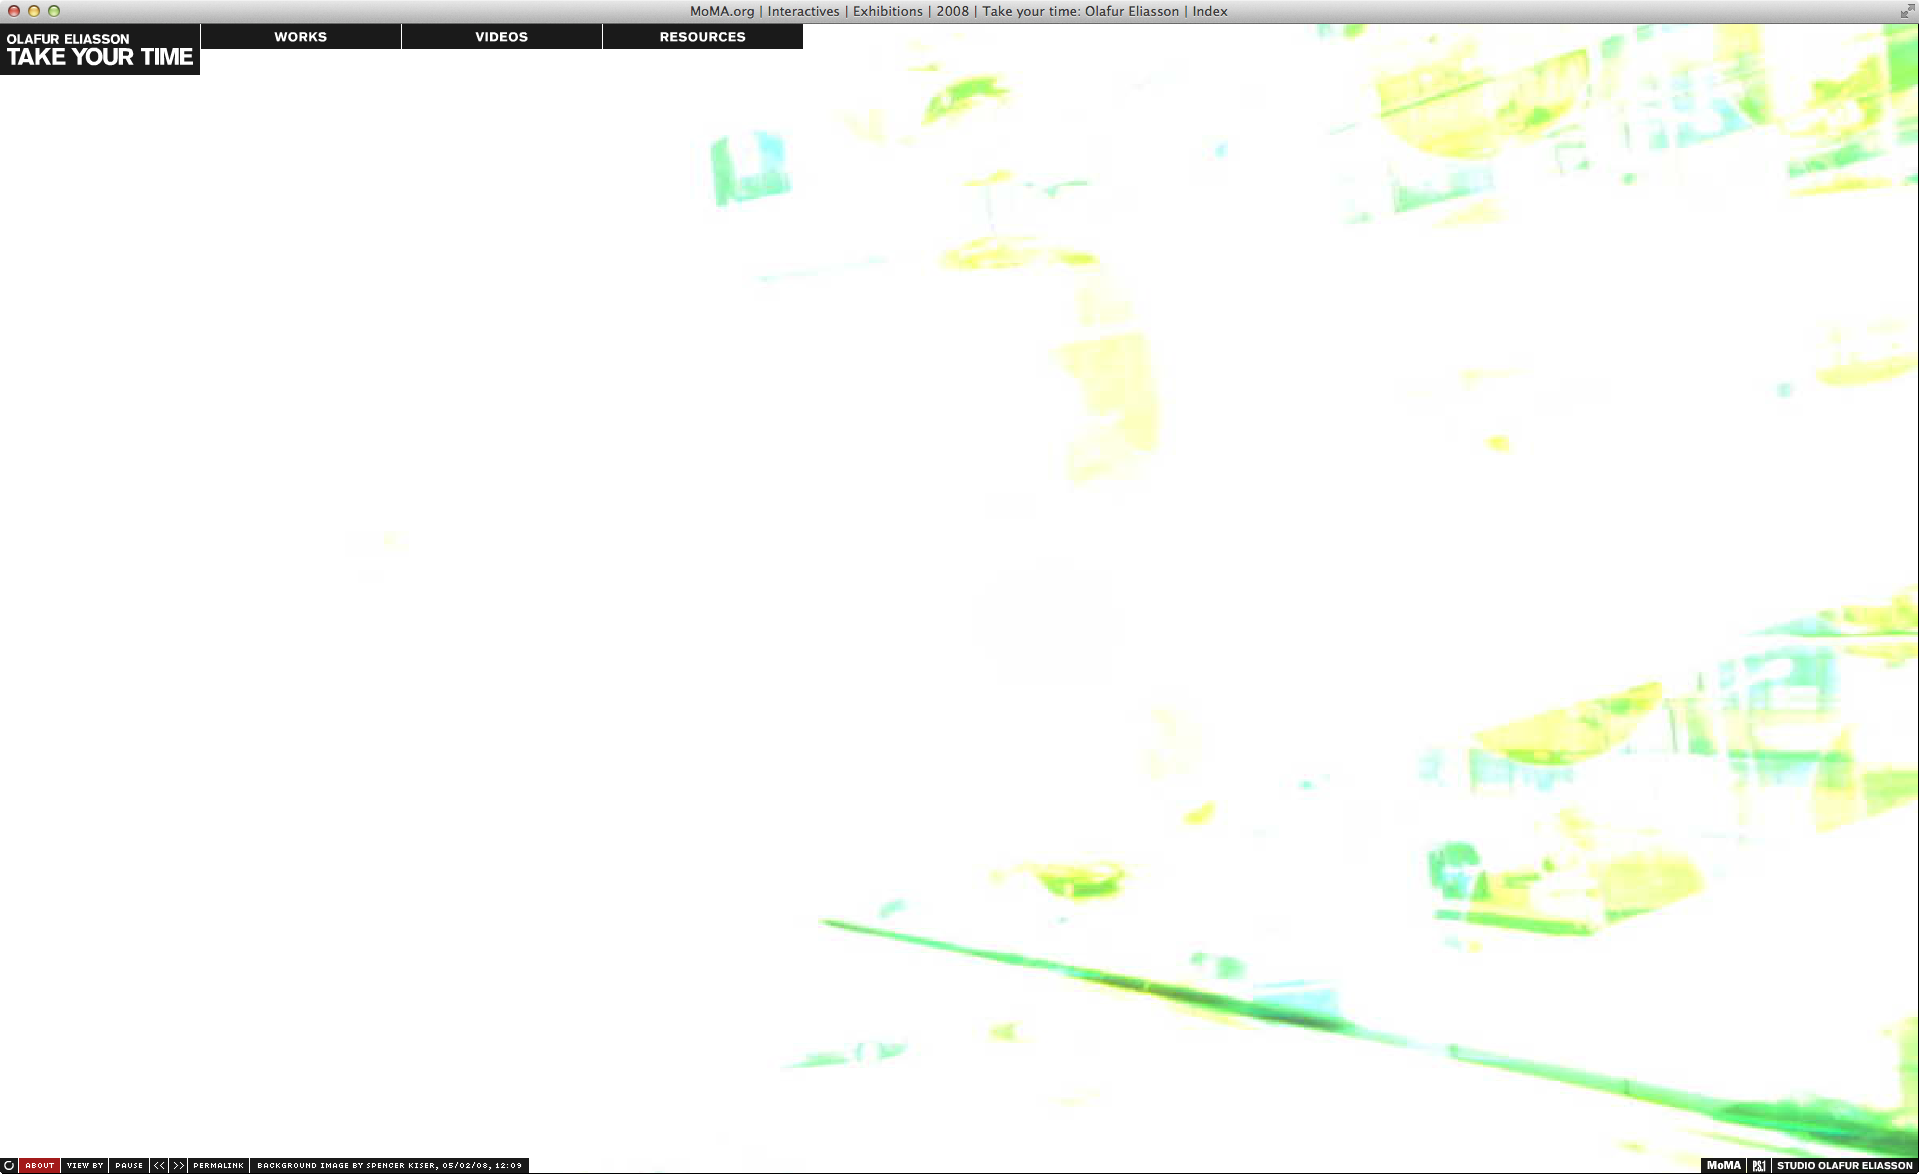 MoMA.org | Interactives | Exhibitions | 2008 | Take your time: Olafur Eliasson | Index
OLAFUR ELIASSON
TAKE YOUR TIME
WORKS
VIDEOS
RESOURCES
ABOUT
VIEW BY
PAUSE
<<
>>
PERMALINK
BACKGROUND IMAGE BY SPENCER KISER, 05/02/08, 12:09
MoMA
P.S.1
STUDIO OLAFUR ELIASSON